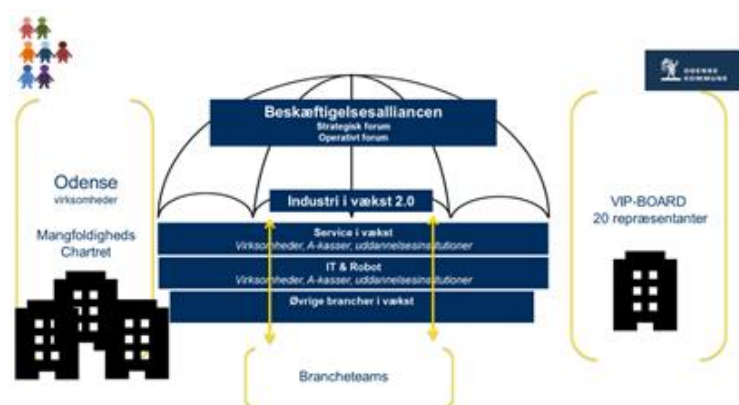 ODENSE
KOMMUNE
Beskæftigelsesalliancen
Strategisk forum
Operativt forum
Odense
virksomheder
Mangfoldigheds
Chartret
Industri i vækst 2.0
Service i vækst
Virksomheder, A-kasser, uddannelsesinstitutioner
IT & Robot
Virksomheder, A-kasser, uddannelsesinstitutioner
Øvrige brancher i vækst
VIP-BOARD
20 repræsentanter
Brancheteams